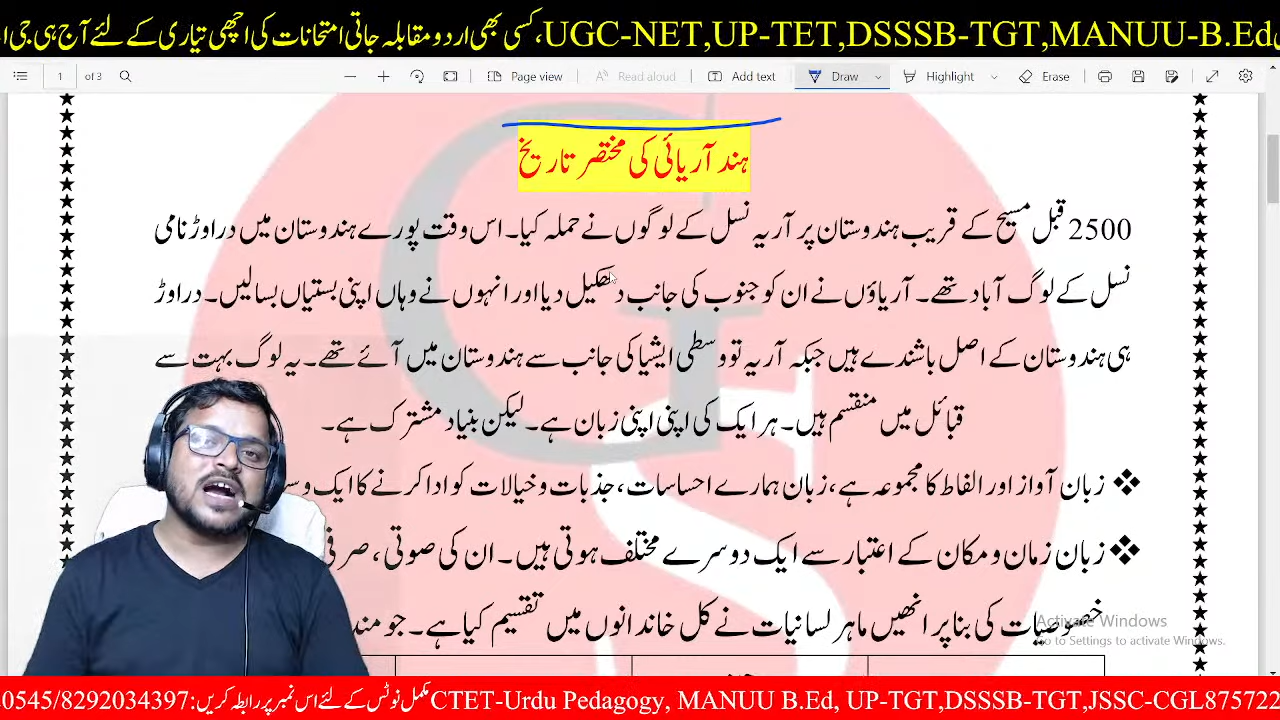 کسی بھی اردو مقابلہ جاتی امتحانات کی اچھی تیاری کے لئے آج ہی جی ا ،UGC-NET,UP-TET,DSSSB-TGT,MANUU-B.Ed
1 of 3 Page view Read aloud Add text Draw Highlight Erase
ہند آریائی کی مختصر تاریخ
2500 قبل مسیح کے قریب ہندوستان پر آریہ نسل کے لوگوں نے حملہ کیا۔ اس وقت پورے ہندوستان میں دراوڑ نامی
نسل کے لوگ آباد تھے۔ آریاؤں نے ان کو جنوب کی جانب دھکیل دیا اور انہوں نے وہاں اپنی بستیاں بسالیں۔ دراوڑ
ہی ہندوستان کے اصل باشندے ہیں جبکہ آریہ تو وسطی ایشیا کی جانب سے ہندوستان میں آئے تھے۔ یہ لوگ بہت سے
قبائل میں منقسم ہیں۔ ہر ایک کی اپنی اپنی زبان ہے۔ لیکن بنیاد مشترک ہے۔
❖ زبان آواز اور الفاط کا مجموعہ ہے، زبان ہمارے احساسات، جذبات و خیالات کو ادا کرنے کا ایک
❖ زبان زمان و مکان کے اعتبار سے ایک دوسرے مختلف ہوتی ہیں۔ ان کی صوتی، صرفی
خصوصیات کی بنا پر انھیں ماہر لسانیات نے کل خاندانوں میں تقسیم کیا ہے۔ جو
Activate Windows
Go to Settings to activate Windows.
0545/8292034397: مکمل نوٹس کے لئے اس نمبر پر رابطہ کریں CTET-Urdu Pedagogy, MANUU B.Ed, UP-TGT,DSSSB-TGT,JSSC-CGL875722